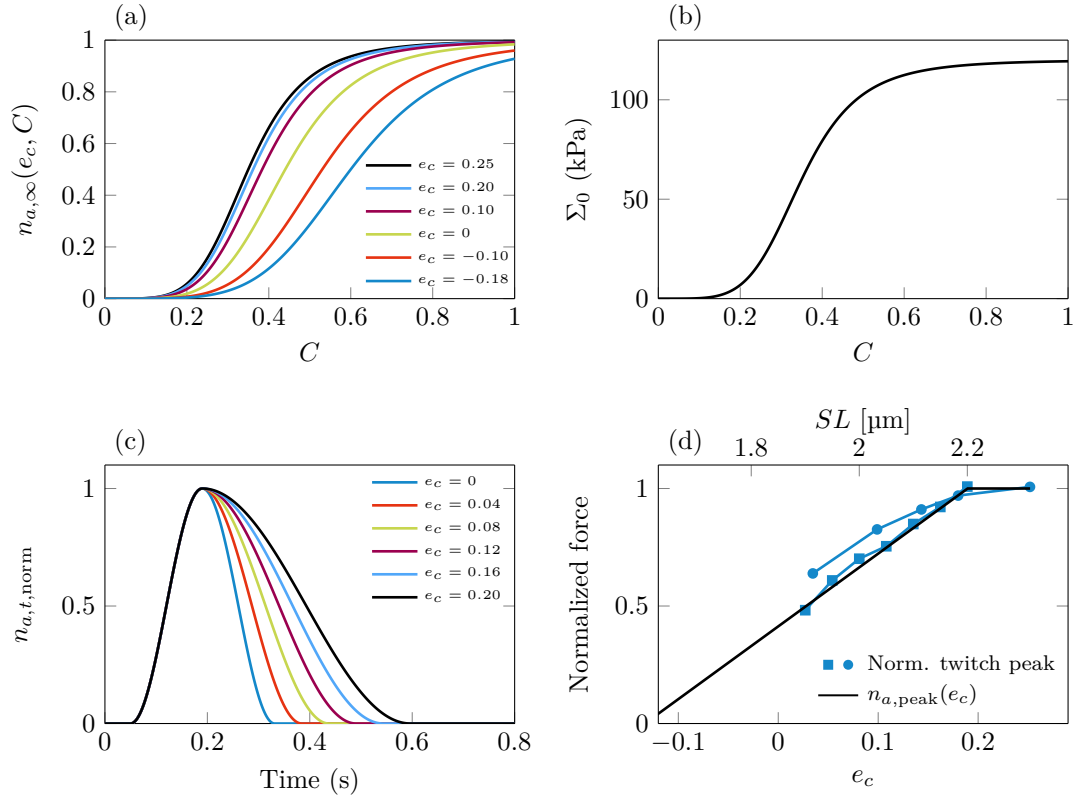 (a)
1
0.8
0.6
0.4
0.2
0
n_{a,∞}(e_c, C)
e_c = 0.25
e_c = 0.20
e_c = 0.10
e_c = 0
e_c = −0.10
e_c = −0.18
0 0.2 0.4 0.6 0.8 1
C
(b)
100
50
0
Σ_0 (kPa)
0 0.2 0.4 0.6 0.8 1
C
(c)
1
0.5
0
n_{a,t,norm}
e_c = 0
e_c = 0.04
e_c = 0.08
e_c = 0.12
e_c = 0.16
e_c = 0.20
0 0.2 0.4 0.6 0.8
Time (s)
SL [µm]
(d)
1.8 2 2.2
1
0.5
0
Normalized force
Norm. twitch peak
n_{a,peak}(e_c)
−0.1 0 0.1 0.2
e_c